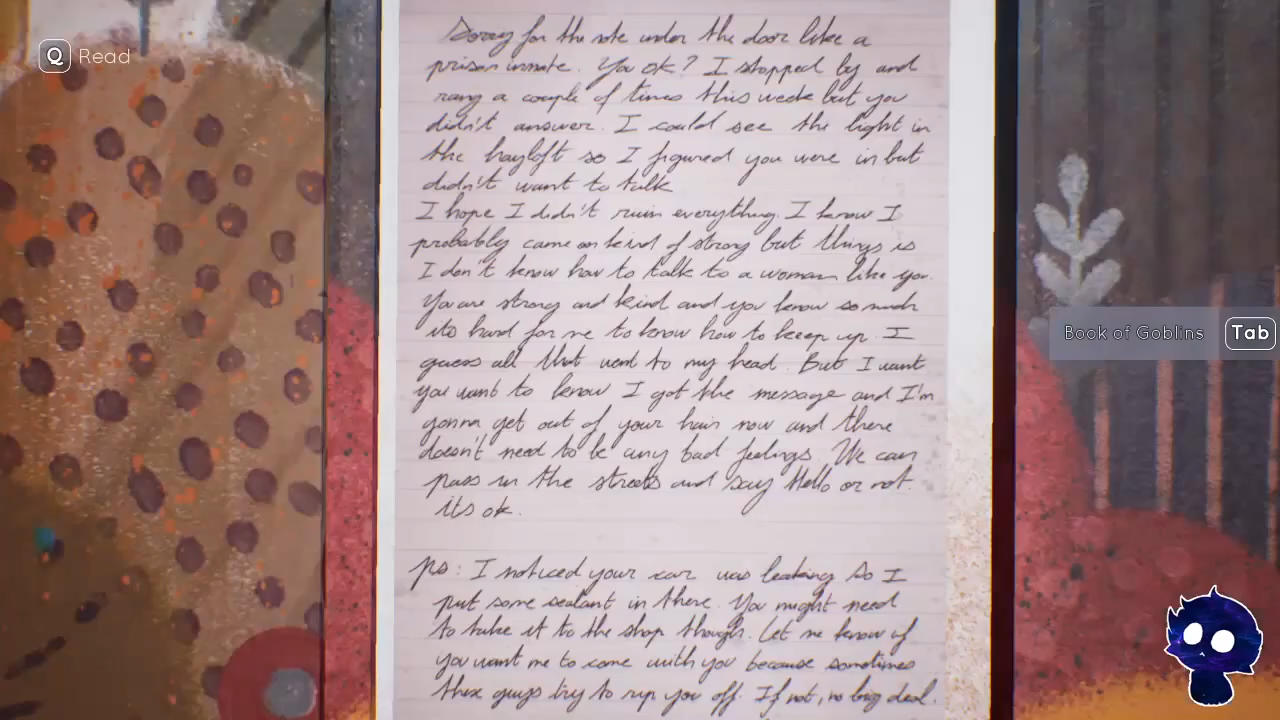 Q Read
Sorry for the note under the door like a
prison inmate. You ok? I stopped by and
rang a couple of times this week but you
didn't answer. I could see the light in
the hayloft so I figured you were in but
didn't want to talk
I hope I didn't ruin everything. I know I
probably came on kind of strong but things is
I don't know how to talk to a woman like you.
You are strong and kind and you know so much
its hard for me to know how to keep up. I
guess all that went to my head. But I want
you want to know I got the message and I'm
gonna get out of your hair now and there
doesn't need to be any bad feelings. We can
pass in the streets and say Hello or not.
its ok.
Book of Goblins Tab
ps: I noticed your car was leaking so I
put some sealant in there. You might need
to take it to the shop though. Let me know if
you want me to come with you because sometimes
these guys try to rip you off. If not, no big deal.